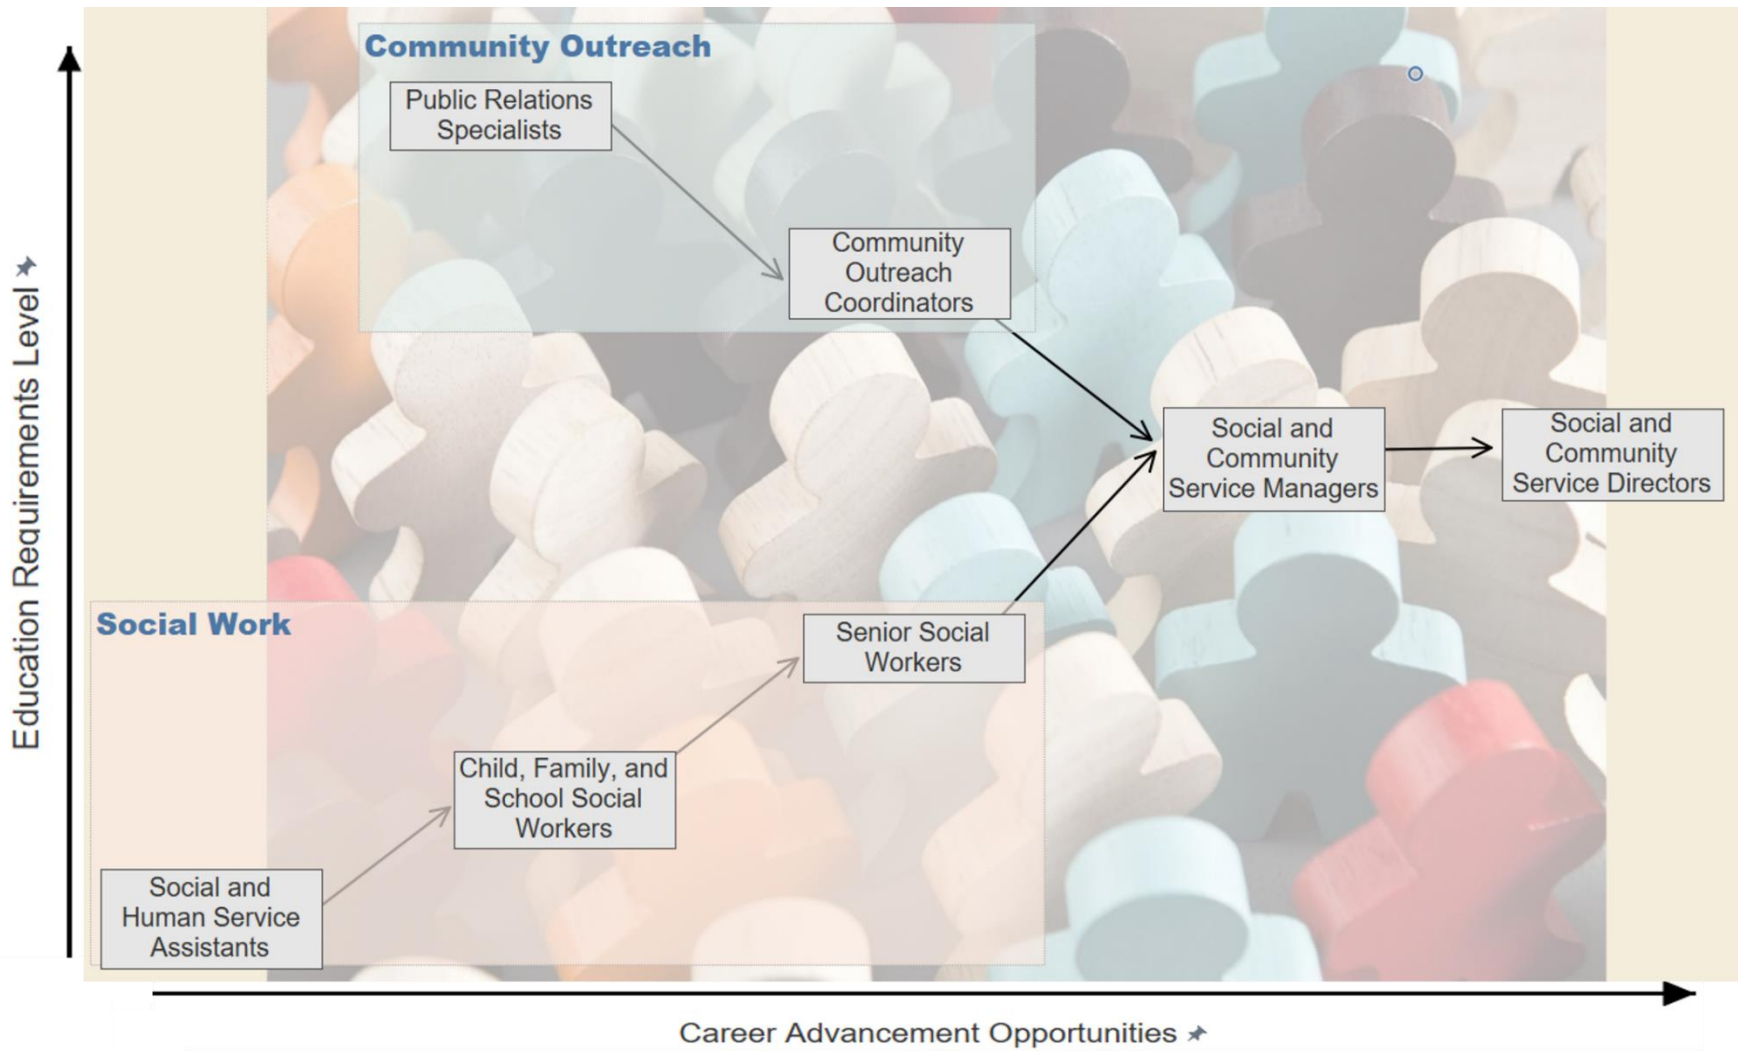 Community Outreach
Public Relations
Specialists
Community
Outreach
Coordinators
Social and
Community
Service Managers
Social and
Community
Service Directors
Social Work
Senior Social
Workers
Child, Family, and
School Social
Workers
Social and
Human Service
Assistants
Education Requirements Level
Career Advancement Opportunities